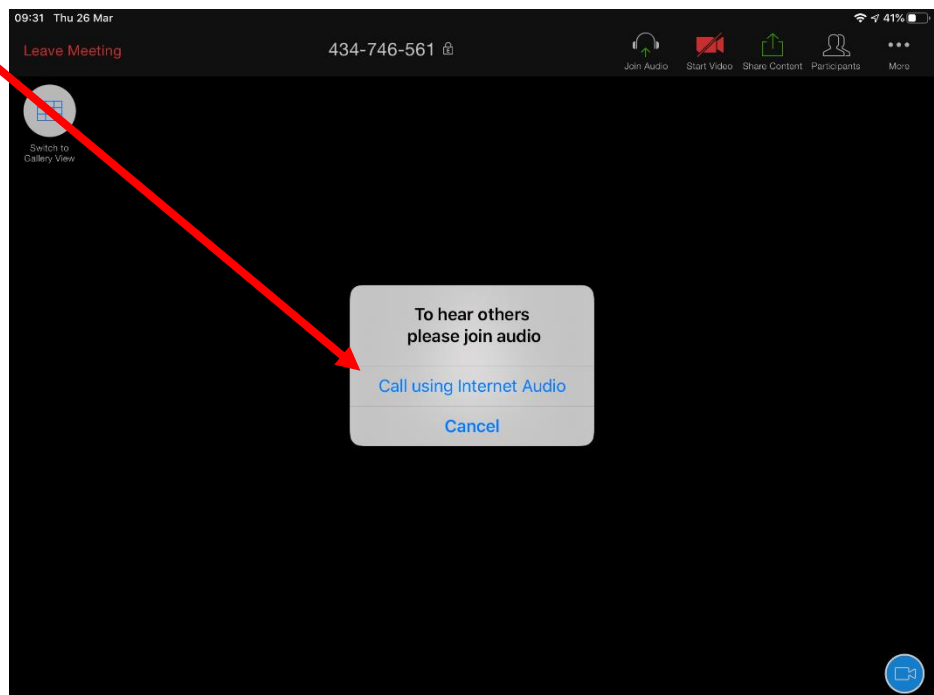 09:31 Thu 26 Mar
41%
Leave Meeting
434-746-561
Join Audio
Start Video
Share Content
Participants
More
Switch to
Gallery View
To hear others
please join audio
Call using Internet Audio
Cancel